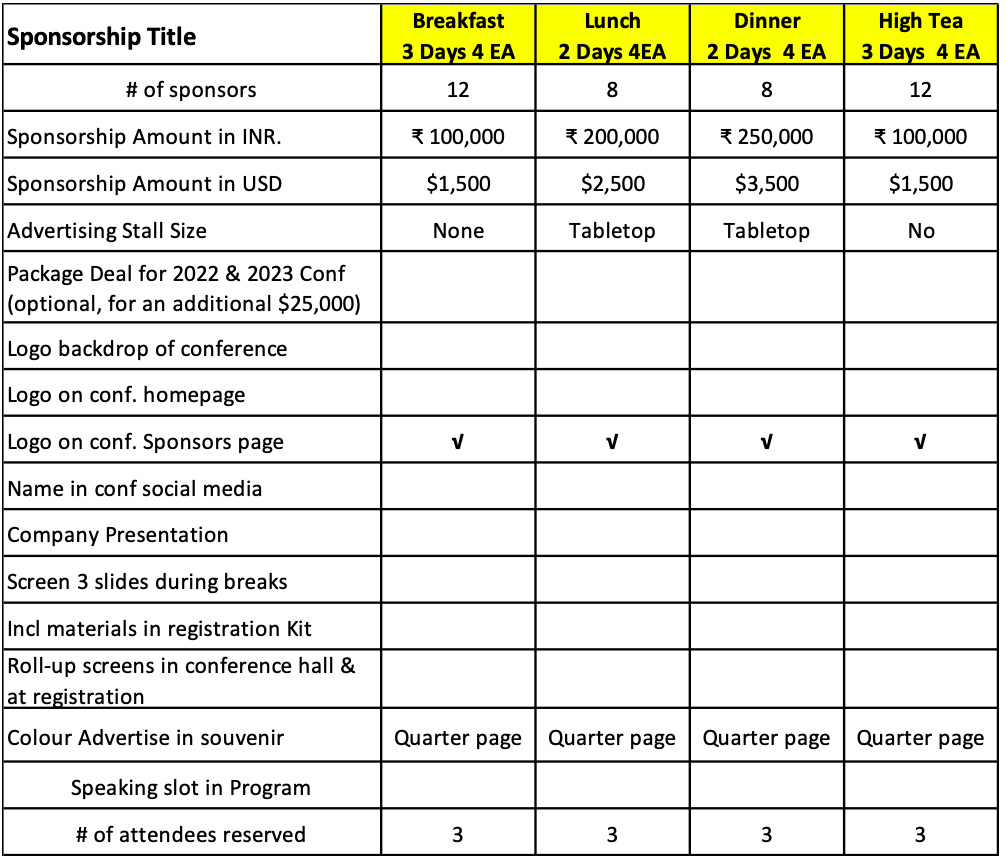 Sponsorship Title Breakfast Lunch Dinner High Tea
3 Days 4 EA 2 Days 4EA 2 Days 4 EA 3 Days 4 EA
# of sponsors 12 8 8 12
Sponsorship Amount in INR. ₹ 100,000 ₹ 200,000 ₹ 250,000 ₹ 100,000
Sponsorship Amount in USD $1,500 $2,500 $3,500 $1,500
Advertising Stall Size None Tabletop Tabletop No
Package Deal for 2022 & 2023 Conf
(optional, for an additional $25,000)
Logo backdrop of conference
Logo on conf. homepage
Logo on conf. Sponsors page √ √ √ √
Name in conf social media
Company Presentation
Screen 3 slides during breaks
Incl materials in registration Kit
Roll-up screens in conference hall &
at registration
Colour Advertise in souvenir Quarter page Quarter page Quarter page Quarter page
Speaking slot in Program
# of attendees reserved 3 3 3 3